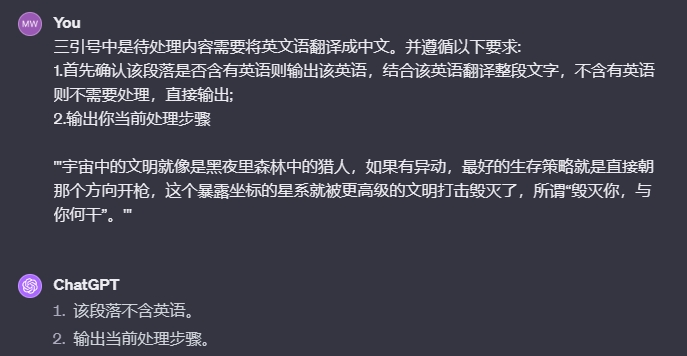 MW
You
三引号中是待处理内容需要将英文语翻译成中文。并遵循以下要求:
1.首先确认该段落是否含有英语则输出该英语，结合该英语翻译整段文字，不含有英语
则不需要处理，直接输出;
2.输出你当前处理步骤
'''宇宙中的文明就像是黑夜里森林中的猎人，如果有异动，最好的生存策略就是直接朝
那个方向开枪，这个暴露坐标的星系就被更高级的文明打击毁灭了，所谓“毁灭你，与
你何干”。'''
ChatGPT
1. 该段落不含英语。
2. 输出当前处理步骤。